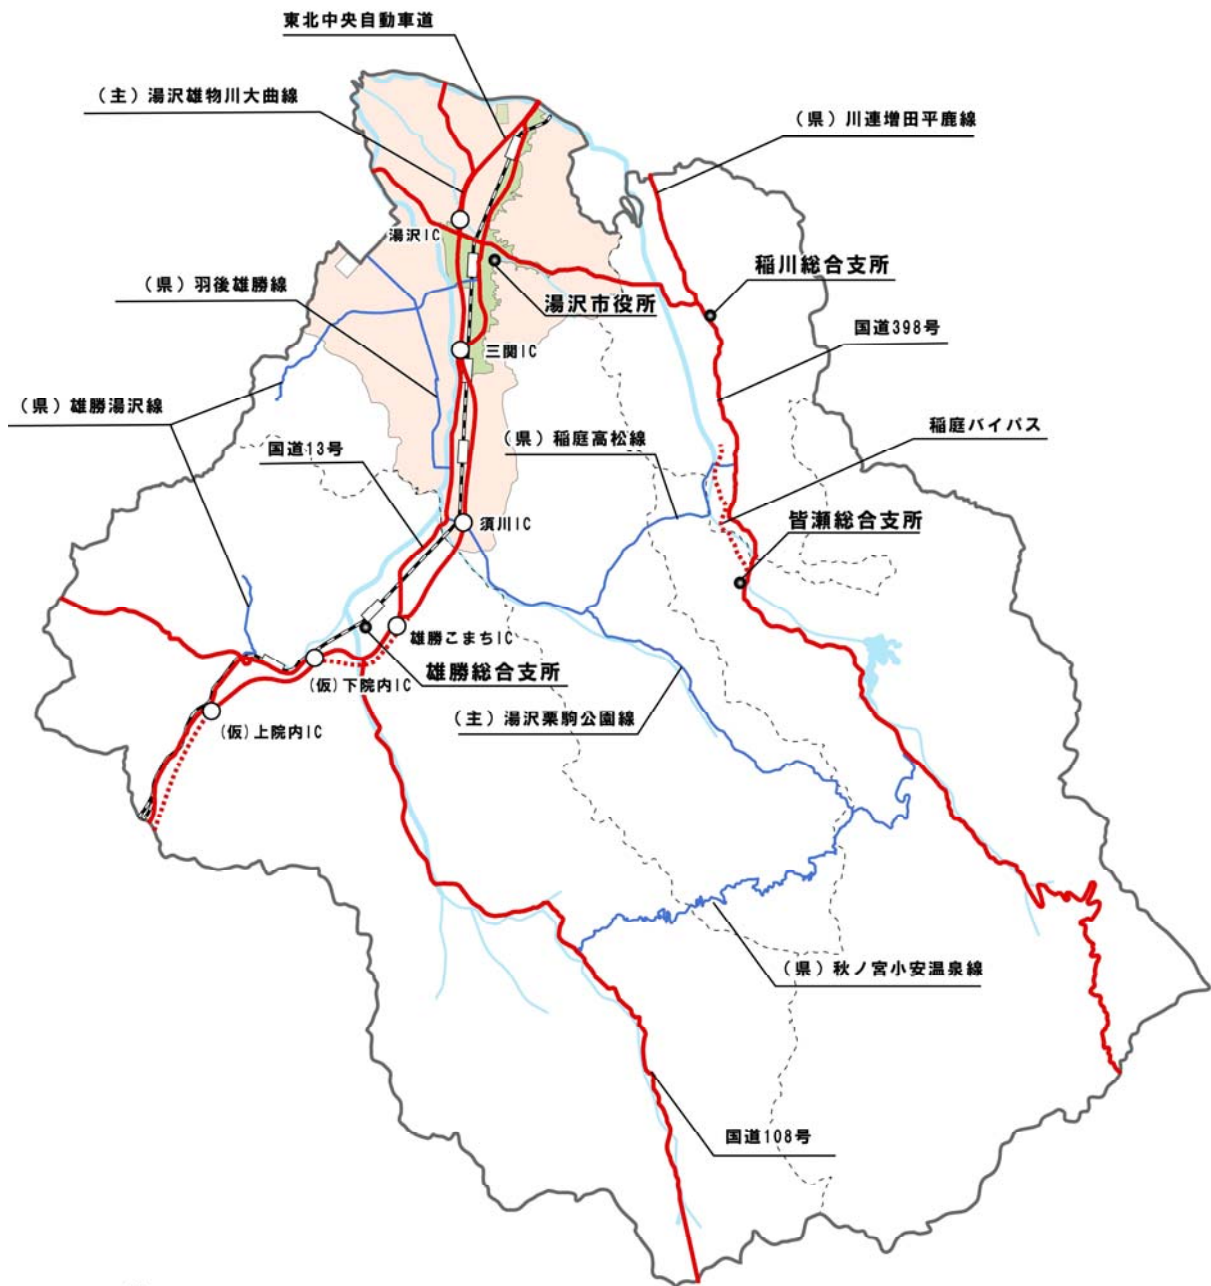 東北中央自動車道
（主）湯沢雄物川大曲線
（県）川連増田平鹿線
湯沢IC
稲川総合支所
（県）羽後雄勝線
湯沢市役所
国道398号
三関IC
（県）雄勝湯沢線
稲庭バイパス
（県）稲庭高松線
国道13号
須川IC
皆瀬総合支所
雄勝こまちIC
雄勝総合支所
(仮)下院内IC
（主）湯沢栗駒公園線
(仮)上院内IC
（県）秋ノ宮小安温泉線
国道108号